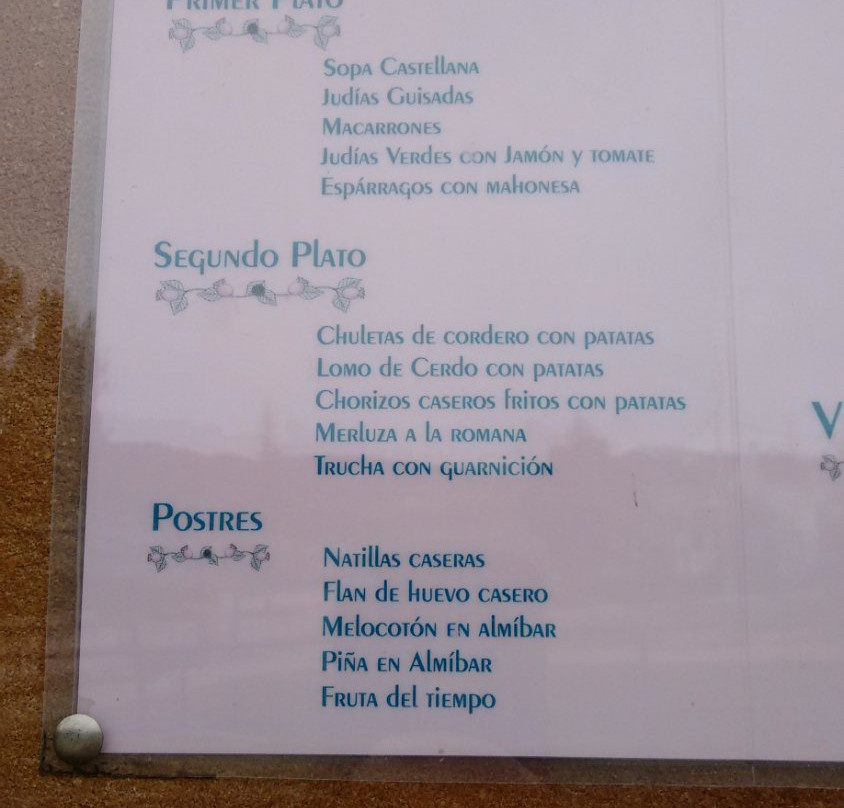 Primer Plato
Sopa Castellana
Judías Guisadas
Macarrones
Judías Verdes con Jamón y tomate
Espárragos con mahonesa
Segundo Plato
Chuletas de cordero con patatas
Lomo de Cerdo con patatas
Chorizos caseros fritos con patatas
Merluza a la romana
Trucha con guarnición
Postres
Natillas caseras
Flan de huevo casero
Melocotón en almíbar
Piña en Almíbar
Fruta del tiempo